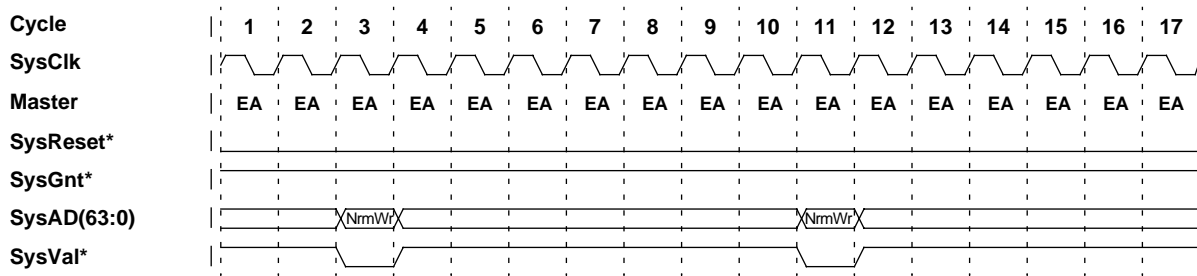 Cycle 1 2 3 4 5 6 7 8 9 10 11 12 13 14 15 16 17
SysClk
Master EA EA EA EA EA EA EA EA EA EA EA EA EA EA EA EA EA
SysReset*
SysGnt*
SysAD(63:0) NrmWr NrmWr
SysVal*